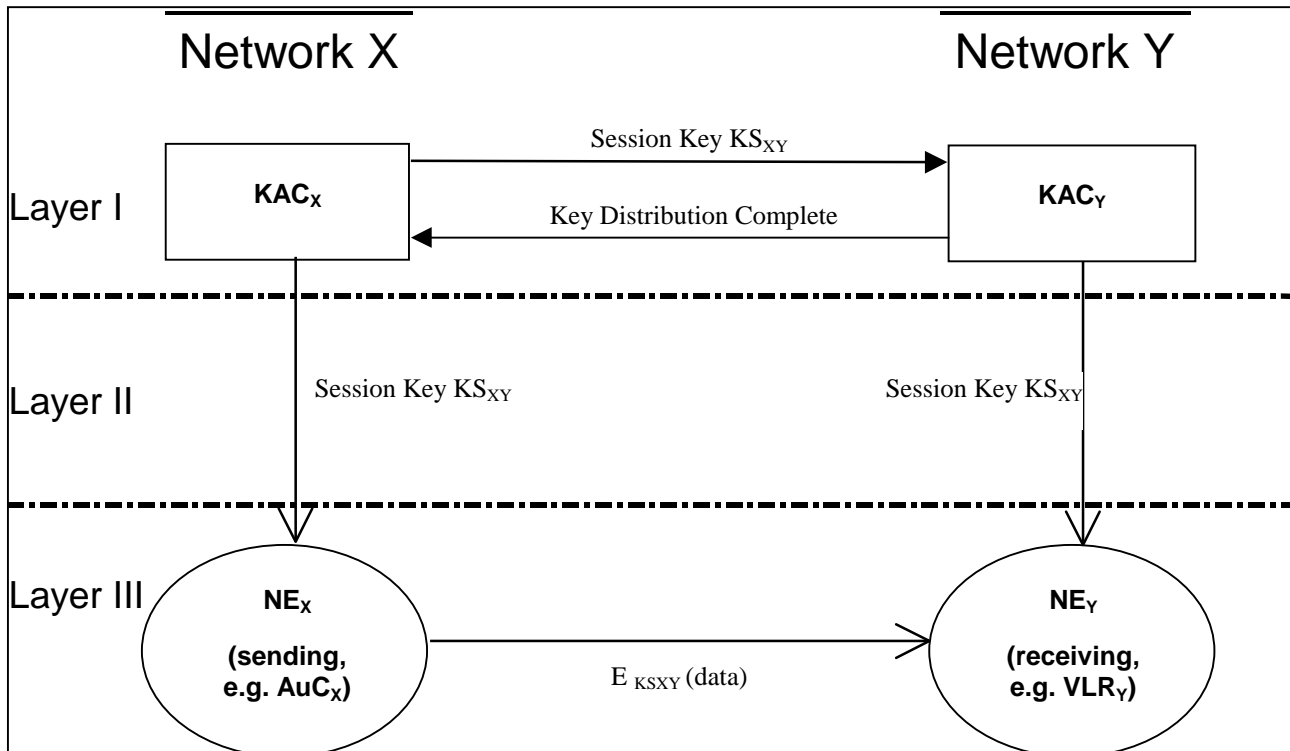 Network X
Network Y
Session Key KS_XY
KAC_X
KAC_Y
Layer I
Key Distribution Complete
Layer II
Session Key KS_XY
Session Key KS_XY
Layer III
NE_X
(sending,
e.g. AuC_X)
NE_Y
(receiving,
e.g. VLR_Y)
E _KSXY (data)